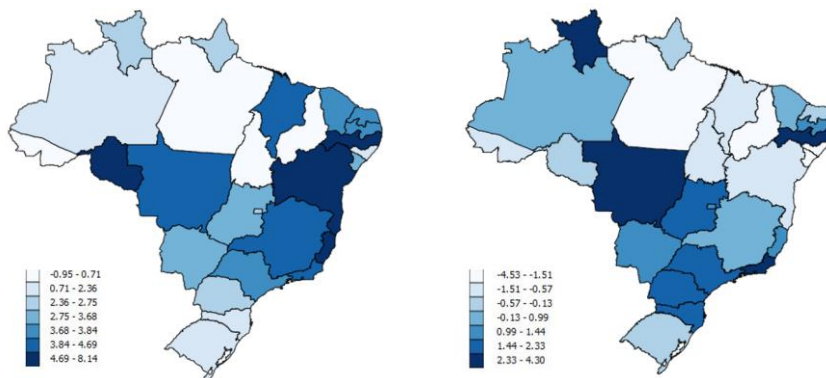 -0.95 - 0.71
0.71 - 2.36
2.36 - 2.75
2.75 - 3.68
3.68 - 3.84
3.84 - 4.69
4.69 - 8.14
-4.53 - -1.51
-1.51 - -0.57
-0.57 - -0.13
-0.13 - 0.99
0.99 - 1.44
1.44 - 2.33
2.33 - 4.30